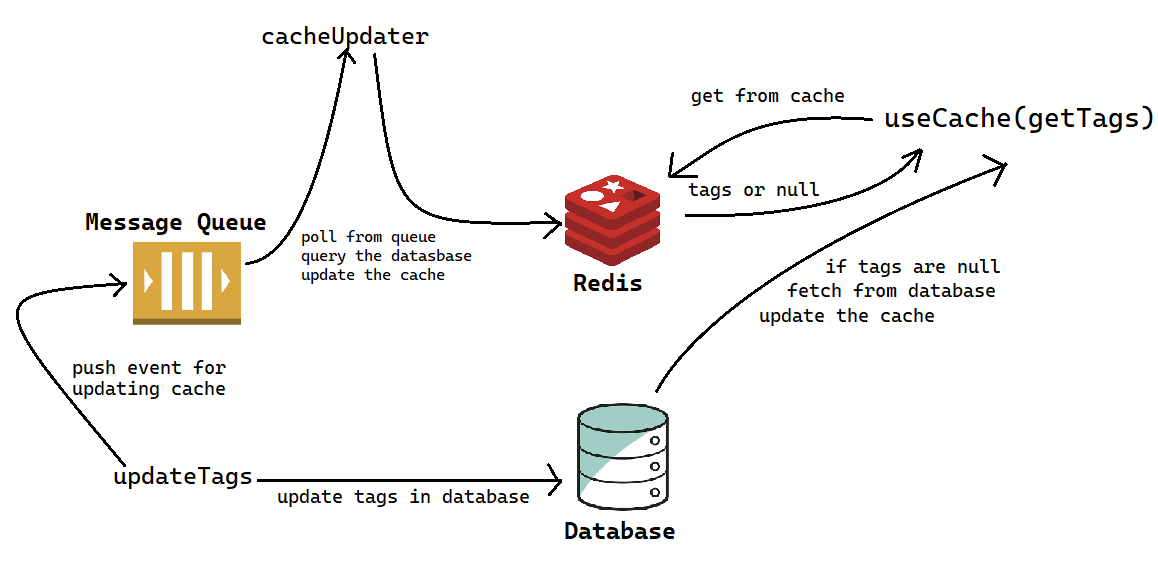 cacheUpdater
get from cache
useCache(getTags)
tags or null
Message Queue
poll from queue
query the datasbase
update the cache
Redis
if tags are null
fetch from database
update the cache
push event for
updating cache
updateTags
update tags in database
Database